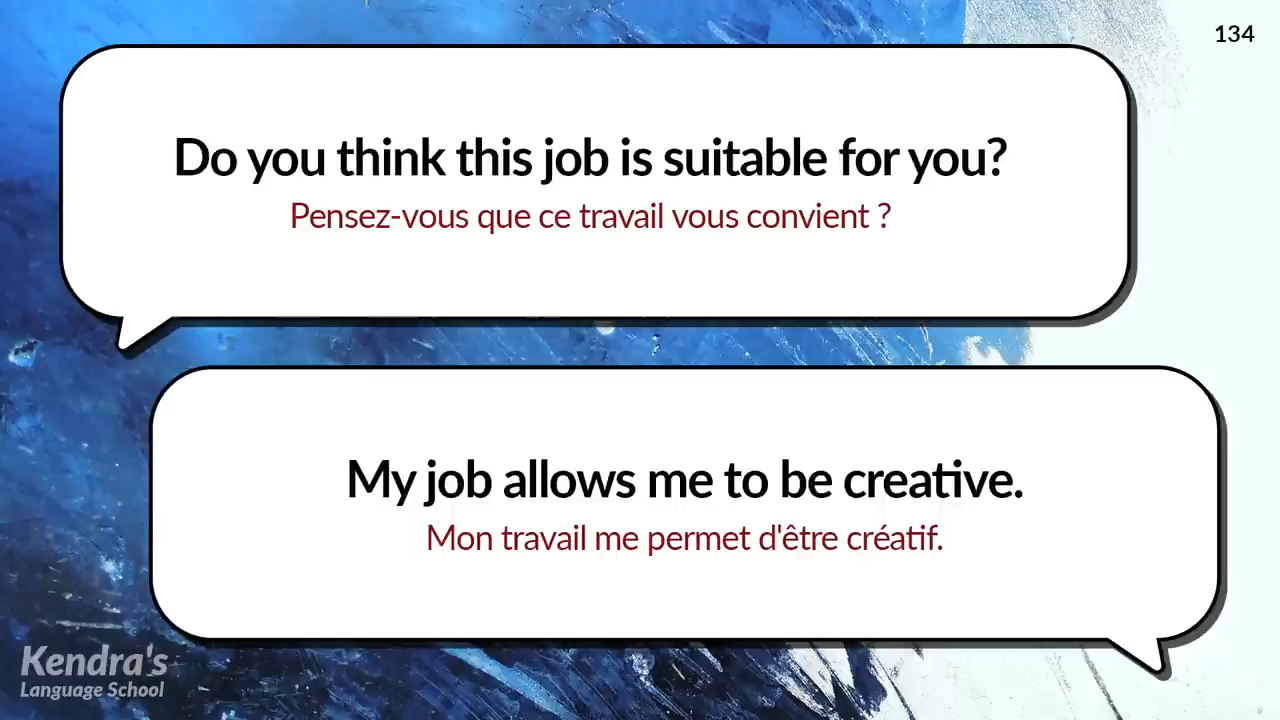 134
Do you think this job is suitable for you?
Pensez-vous que ce travail vous convient ?
My job allows me to be creative.
Mon travail me permet d'être créatif.
Kendra's
Language School